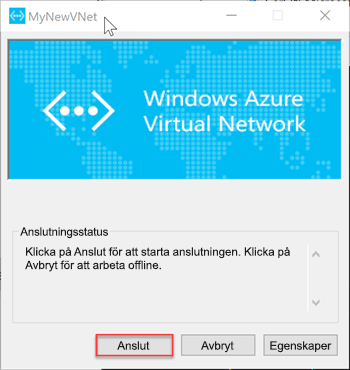 MyNewVNet
Windows Azure
Virtual Network
Anslutningsstatus
Klicka på Anslut för att starta anslutningen. Klicka på
Avbryt för att arbeta offline.
Anslut
Avbryt
Egenskaper